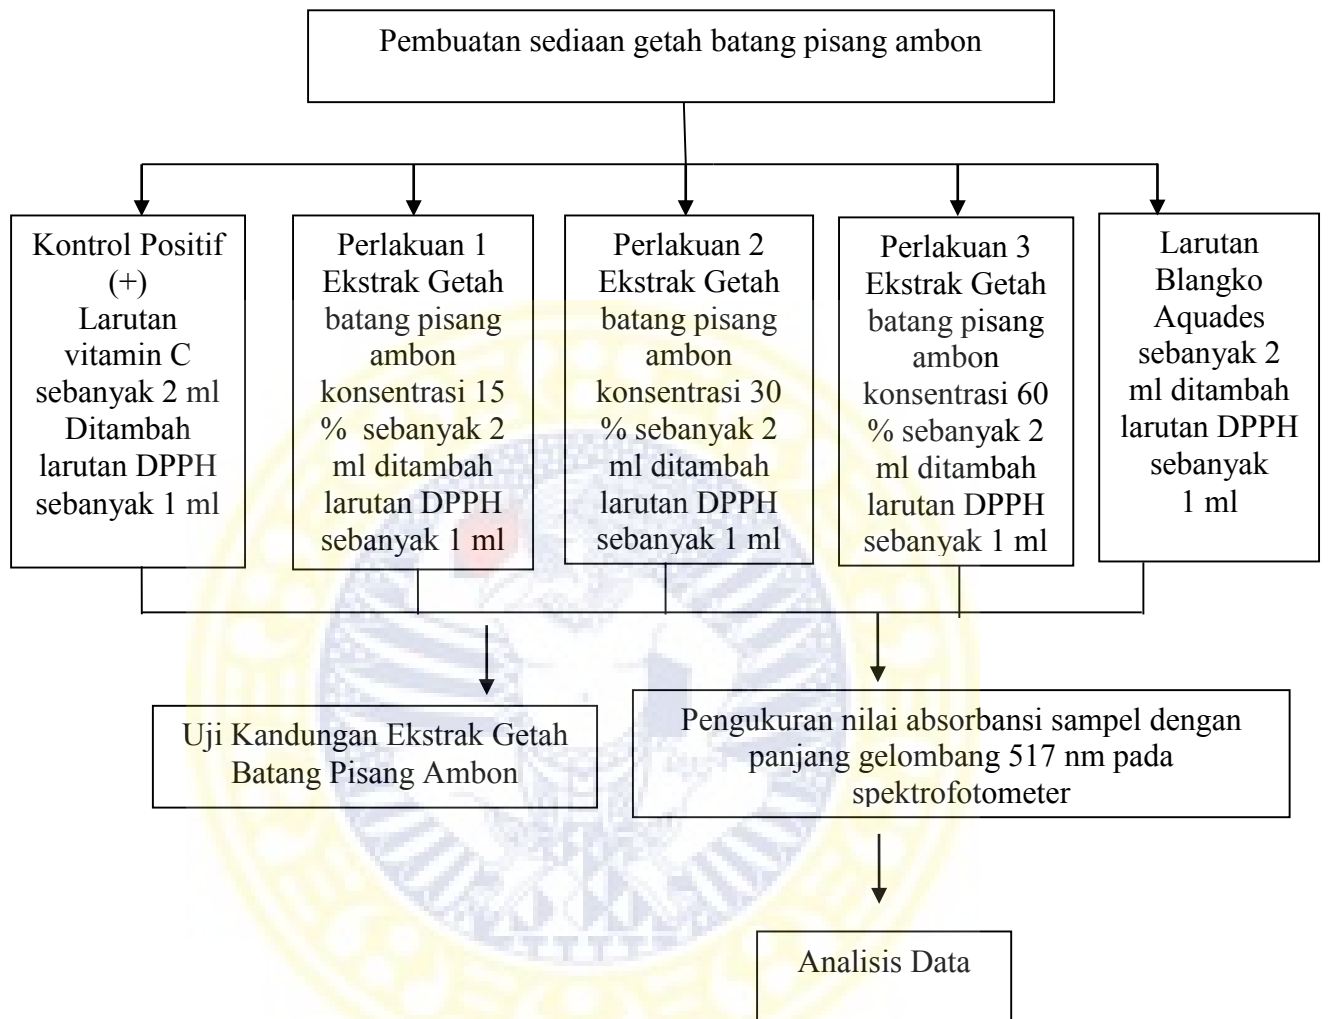 Pembuatan sediaan getah batang pisang ambon
Kontrol Positif
(+)
Larutan
vitamin C
sebanyak 2 ml
Ditambah
larutan DPPH
sebanyak 1 ml
Perlakuan 1
Ekstrak Getah
batang pisang
ambon
konsentrasi 15
% sebanyak 2
ml ditambah
larutan DPPH
sebanyak 1 ml
Perlakuan 2
Ekstrak Getah
batang pisang
ambon
konsentrasi 30
% sebanyak 2
ml ditambah
larutan DPPH
sebanyak 1 ml
Perlakuan 3
Ekstrak Getah
batang pisang
ambon
konsentrasi 60
% sebanyak 2
ml ditambah
larutan DPPH
sebanyak 1 ml
Larutan
Blangko
Aquades
sebanyak 2
ml ditambah
larutan DPPH
sebanyak
1 ml
Uji Kandungan Ekstrak Getah
Batang Pisang Ambon
Pengukuran nilai absorbansi sampel dengan
panjang gelombang 517 nm pada
spektrofotometer
Analisis Data